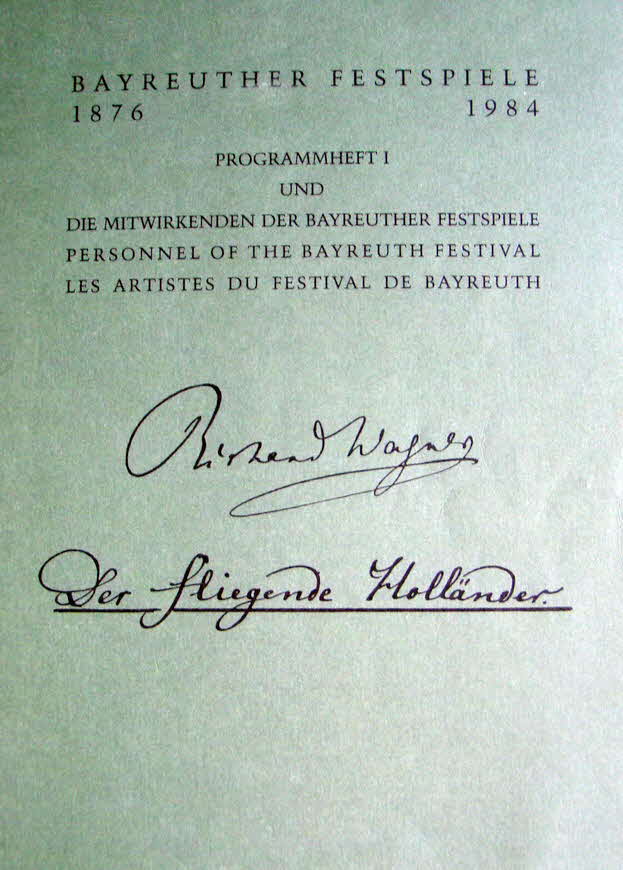 BAYREUTHER FESTSPIELE
1876 1984
PROGRAMMHEFT I
UND
DIE MITWIRKENDEN DER BAYREUTHER FESTSPIELE
PERSONNEL OF THE BAYREUTH FESTIVAL
LES ARTISTES DU FESTIVAL DE BAYREUTH
Richard Wagner
Der fliegende Holländer.